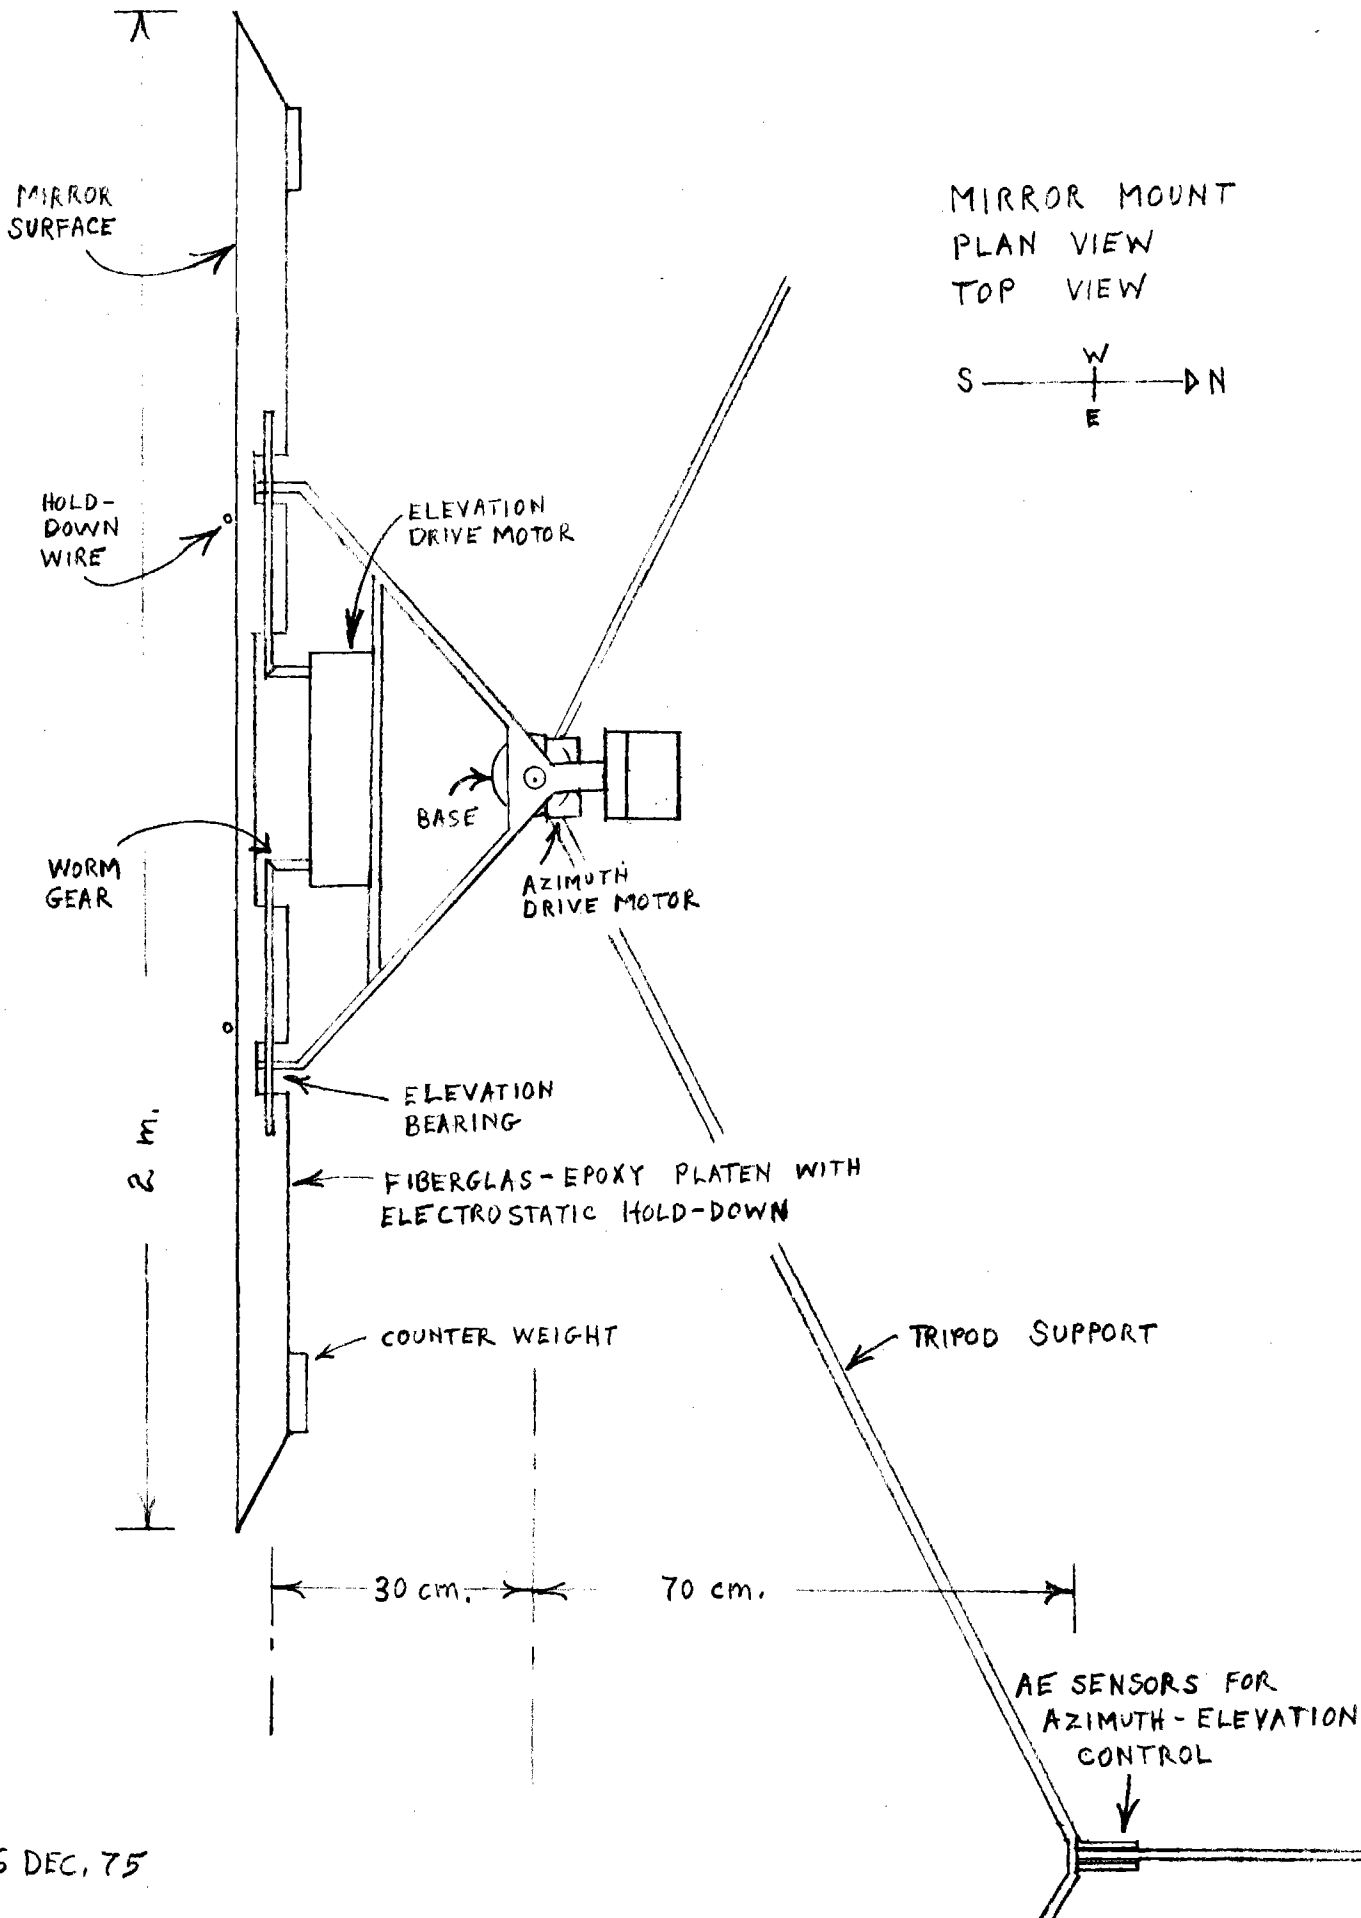 MIRROR MOUNT
PLAN VIEW
TOP VIEW
W
S N
E
MIRROR
SURFACE
HOLD-
DOWN
WIRE
ELEVATION
DRIVE MOTOR
BASE
WORM
GEAR
AZIMUTH
DRIVE MOTOR
ELEVATION
BEARING
2 m.
FIBERGLAS-EPOXY PLATEN WITH
ELECTROSTATIC HOLD-DOWN
COUNTER WEIGHT
TRIPOD SUPPORT
30 cm.
70 cm.
AE SENSORS FOR
AZIMUTH-ELEVATION
CONTROL
DEC, 75